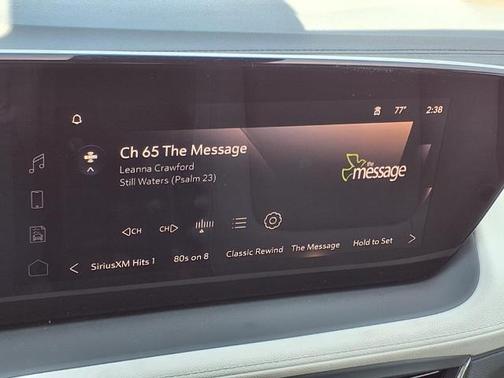 77° 2:38
Ch 65 The Message
Leanna Crawford
Still Waters (Psalm 23)
the
message
CH CH
SiriusXM Hits 1 80s on 8 Classic Rewind The Message Hold to Set